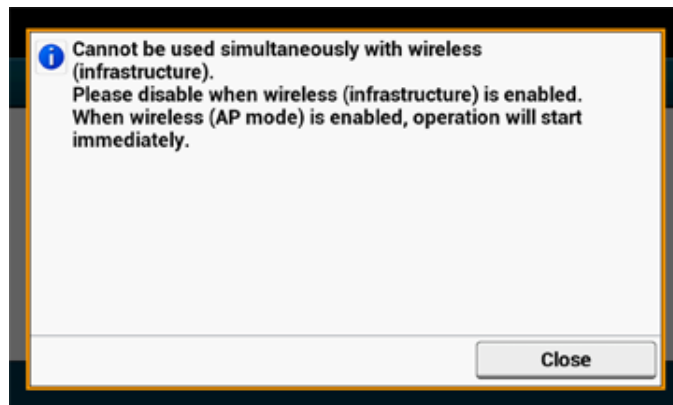 Cannot be used simultaneously with wireless
(infrastructure).
Please disable when wireless (infrastructure) is enabled.
When wireless (AP mode) is enabled, operation will start
immediately.
Close